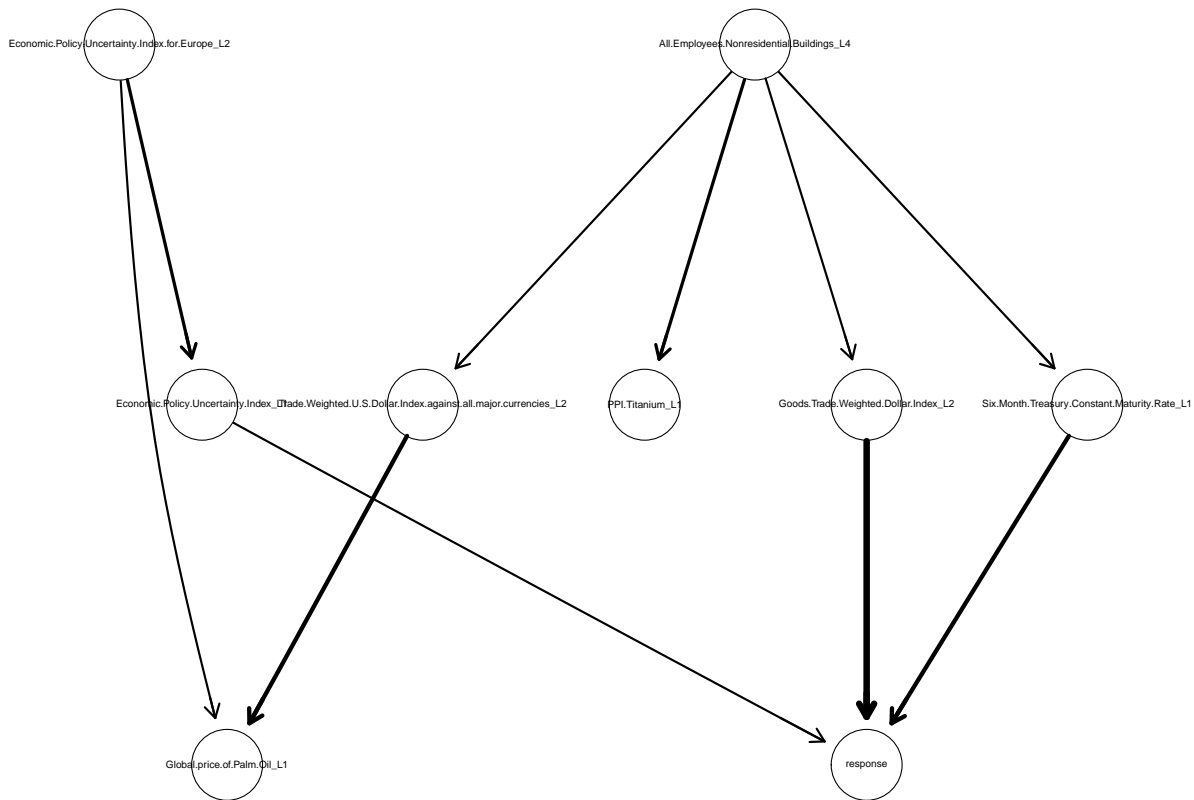 Economic.Policy.Uncertainty.Index.for.Europe_L2
All.Employees.Nonresidential.Buildings_L4
Economic.Policy.Uncertainty.Index_L1
Trade.Weighted.U.S.Dollar.Index.against.all.major.currencies_L2
PPI.Titanium_L1
Goods.Trade.Weighted.Dollar.Index_L2
Six.Month.Treasury.Constant.Maturity.Rate_L1
Global.price.of.Palm.Oil_L1
response